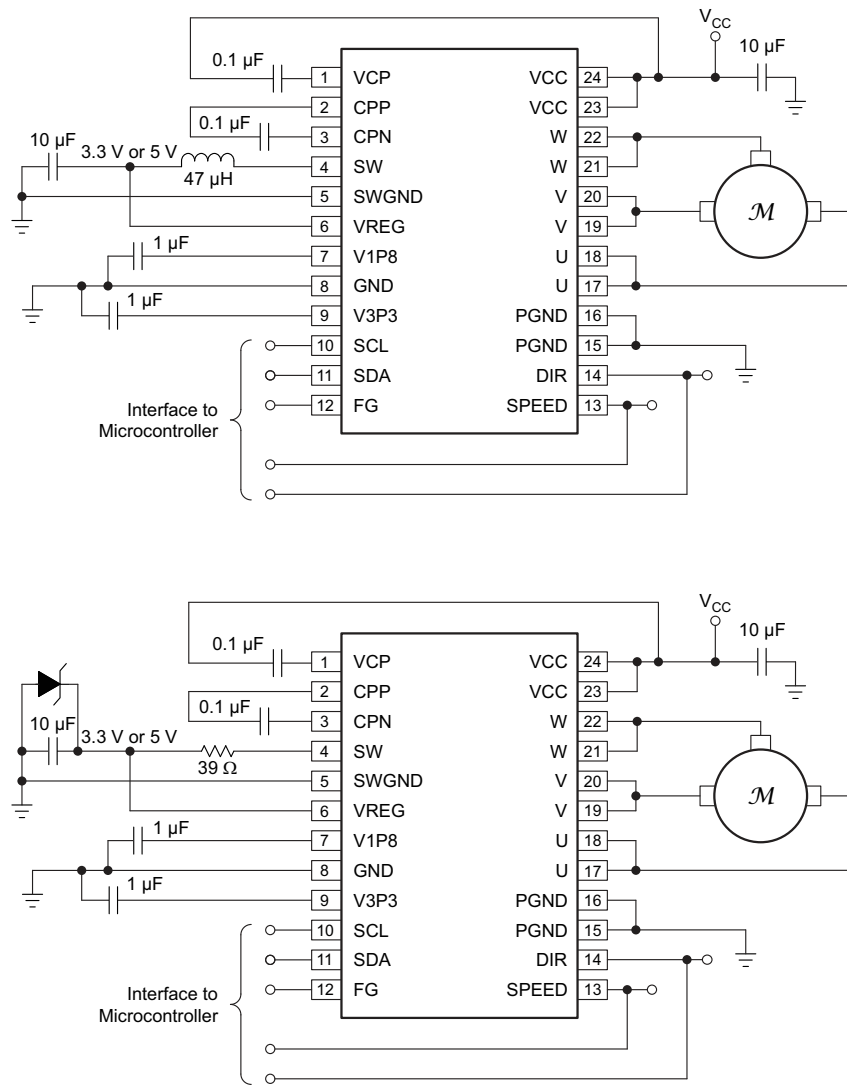 V_CC
10 µF
0.1 µF
1 VCP VCC 24
2 CPP VCC 23
0.1 µF
3 CPN W 22
10 µF
3.3 V or 5 V
4 SW W 21
47 µH
5 SWGND V 20
M
6 VREG V 19
1 µF
7 V1P8 U 18
8 GND U 17
1 µF
9 V3P3 PGND 16
10 SCL PGND 15
11 SDA DIR 14
12 FG SPEED 13
Interface to
Microcontroller
V_CC
10 µF
0.1 µF
1 VCP VCC 24
2 CPP VCC 23
0.1 µF
3 CPN W 22
10 µF
3.3 V or 5 V
4 SW W 21
39 Ω
5 SWGND V 20
M
6 VREG V 19
1 µF
7 V1P8 U 18
8 GND U 17
1 µF
9 V3P3 PGND 16
10 SCL PGND 15
11 SDA DIR 14
12 FG SPEED 13
Interface to
Microcontroller